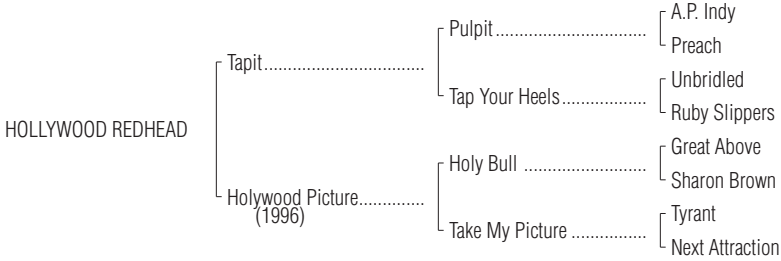 A.P. Indy
Pulpit
Preach
Tapit
Unbridled
Tap Your Heels
Ruby Slippers
HOLLYWOOD REDHEAD
Great Above
Holy Bull
Sharon Brown
Holywood Picture
(1996)
Tyrant
Take My Picture
Next Attraction